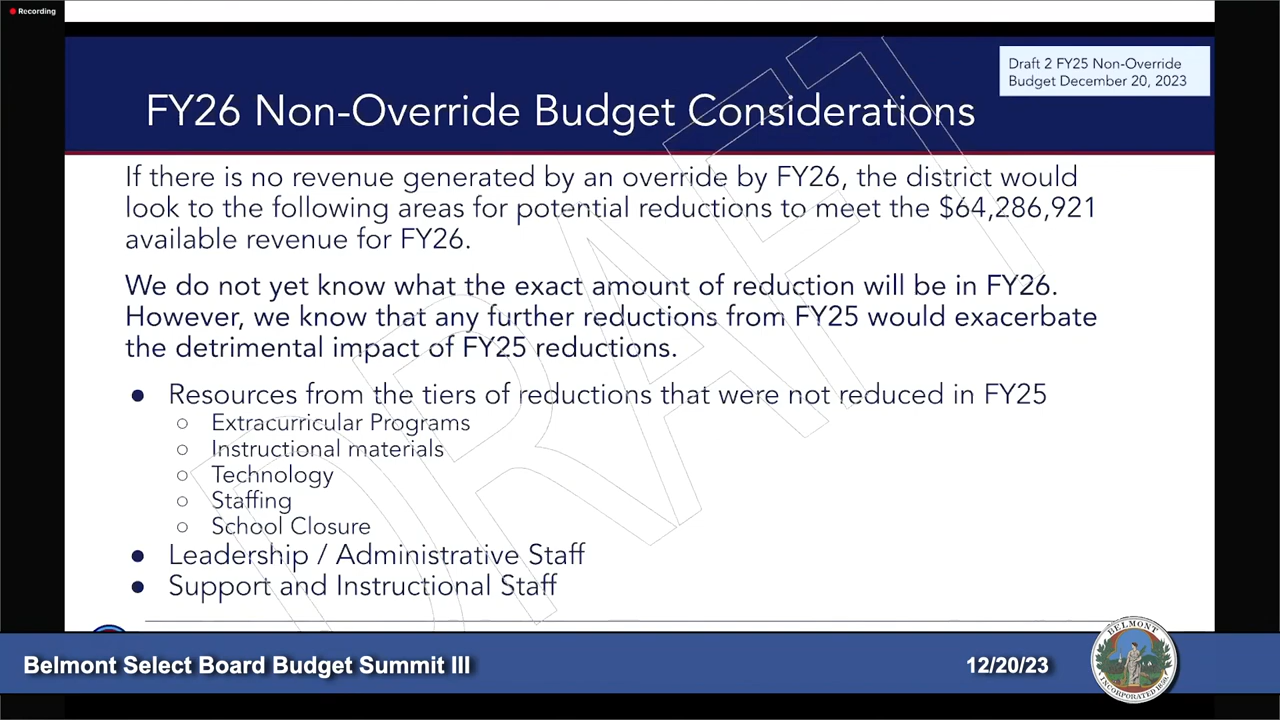 Recording
Draft 2 FY25 Non-Override
Budget December 20, 2023
FY26 Non-Override Budget Considerations
If there is no revenue generated by an override by FY26, the district would
look to the following areas for potential reductions to meet the $64,286,921
available revenue for FY26.
We do not yet know what the exact amount of reduction will be in FY26.
However, we know that any further reductions from FY25 would exacerbate
the detrimental impact of FY25 reductions.
● Resources from the tiers of reductions that were not reduced in FY25
○ Extracurricular Programs
○ Instructional materials
○ Technology
○ Staffing
○ School Closure
● Leadership / Administrative Staff
● Support and Instructional Staff
DRAFT
Belmont Select Board Budget Summit III
12/20/23
BELMONT
INCORPORATED 1859